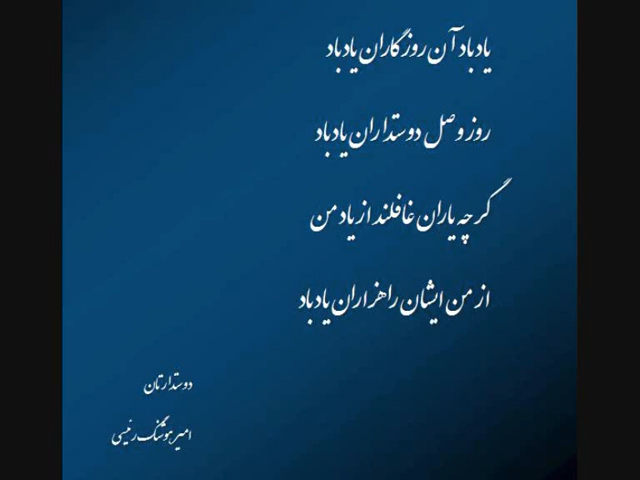 یاد باد آن روزگاران یاد باد
روز وصل دوستداران یاد باد
گرچه یاران غافلند از یاد من
از من ایشان را هزاران یاد باد
دوستدارتان
امیرهوشنگ رئیسی